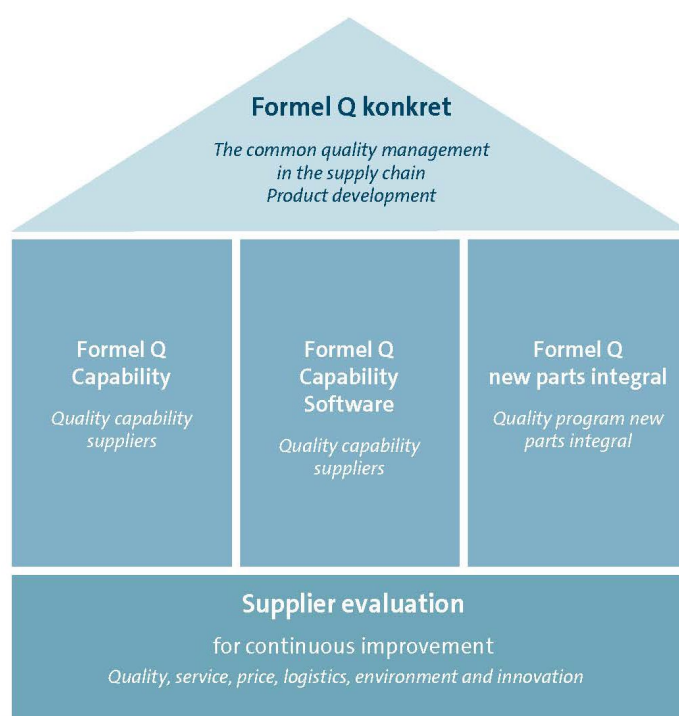 Formel Q konkret
The common quality management
in the supply chain
Product development
Formel Q
Capability
Quality capability
suppliers
Formel Q
Capability
Software
Quality capability
suppliers
Formel Q
new parts integral
Quality program new
parts integral
Supplier evaluation
for continuous improvement
Quality, service, price, logistics, environment and innovation